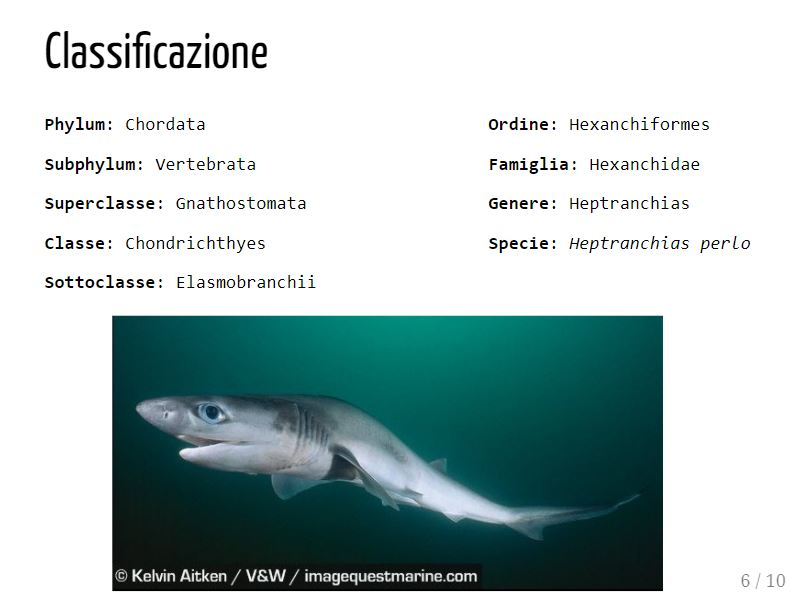 Classificazione
Phylum: Chordata
Subphylum: Vertebrata
Superclasse: Gnathostomata
Classe: Chondrichthyes
Sottoclasse: Elasmobranchii
Ordine: Hexanchiformes
Famiglia: Hexanchidae
Genere: Heptranchias
Specie: Heptranchias perlo
© Kelvin Aitken / V&W / imagequestmarine.com
6 / 10